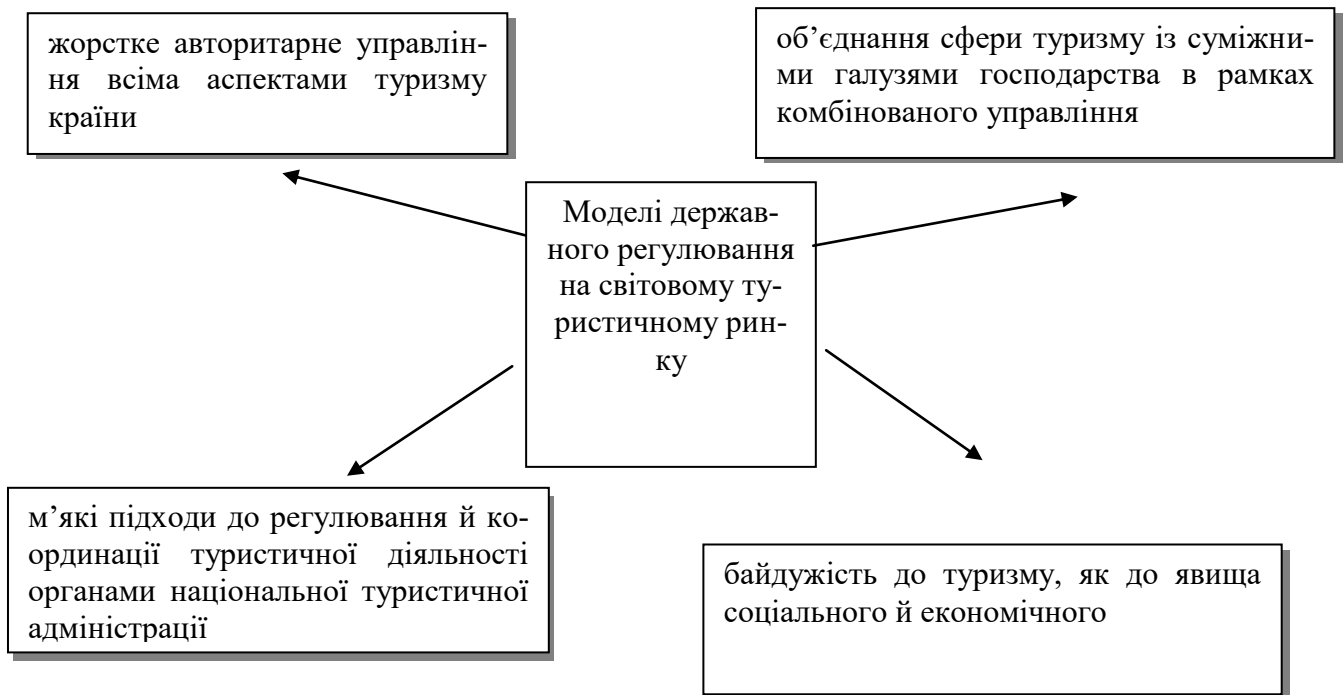 жорстке авторитарне управлін-
ня всіма аспектами туризму
країни
об’єднання сфери туризму із суміжни-
ми галузями господарства в рамках
комбінованого управління
Моделі держав-
ного регулювання
на світовому ту-
ристичному рин-
ку
м’які підходи до регулювання й ко-
ординації туристичної діяльності
органами національної туристичної
адміністрації
байдужість до туризму, як до явища
соціального й економічного